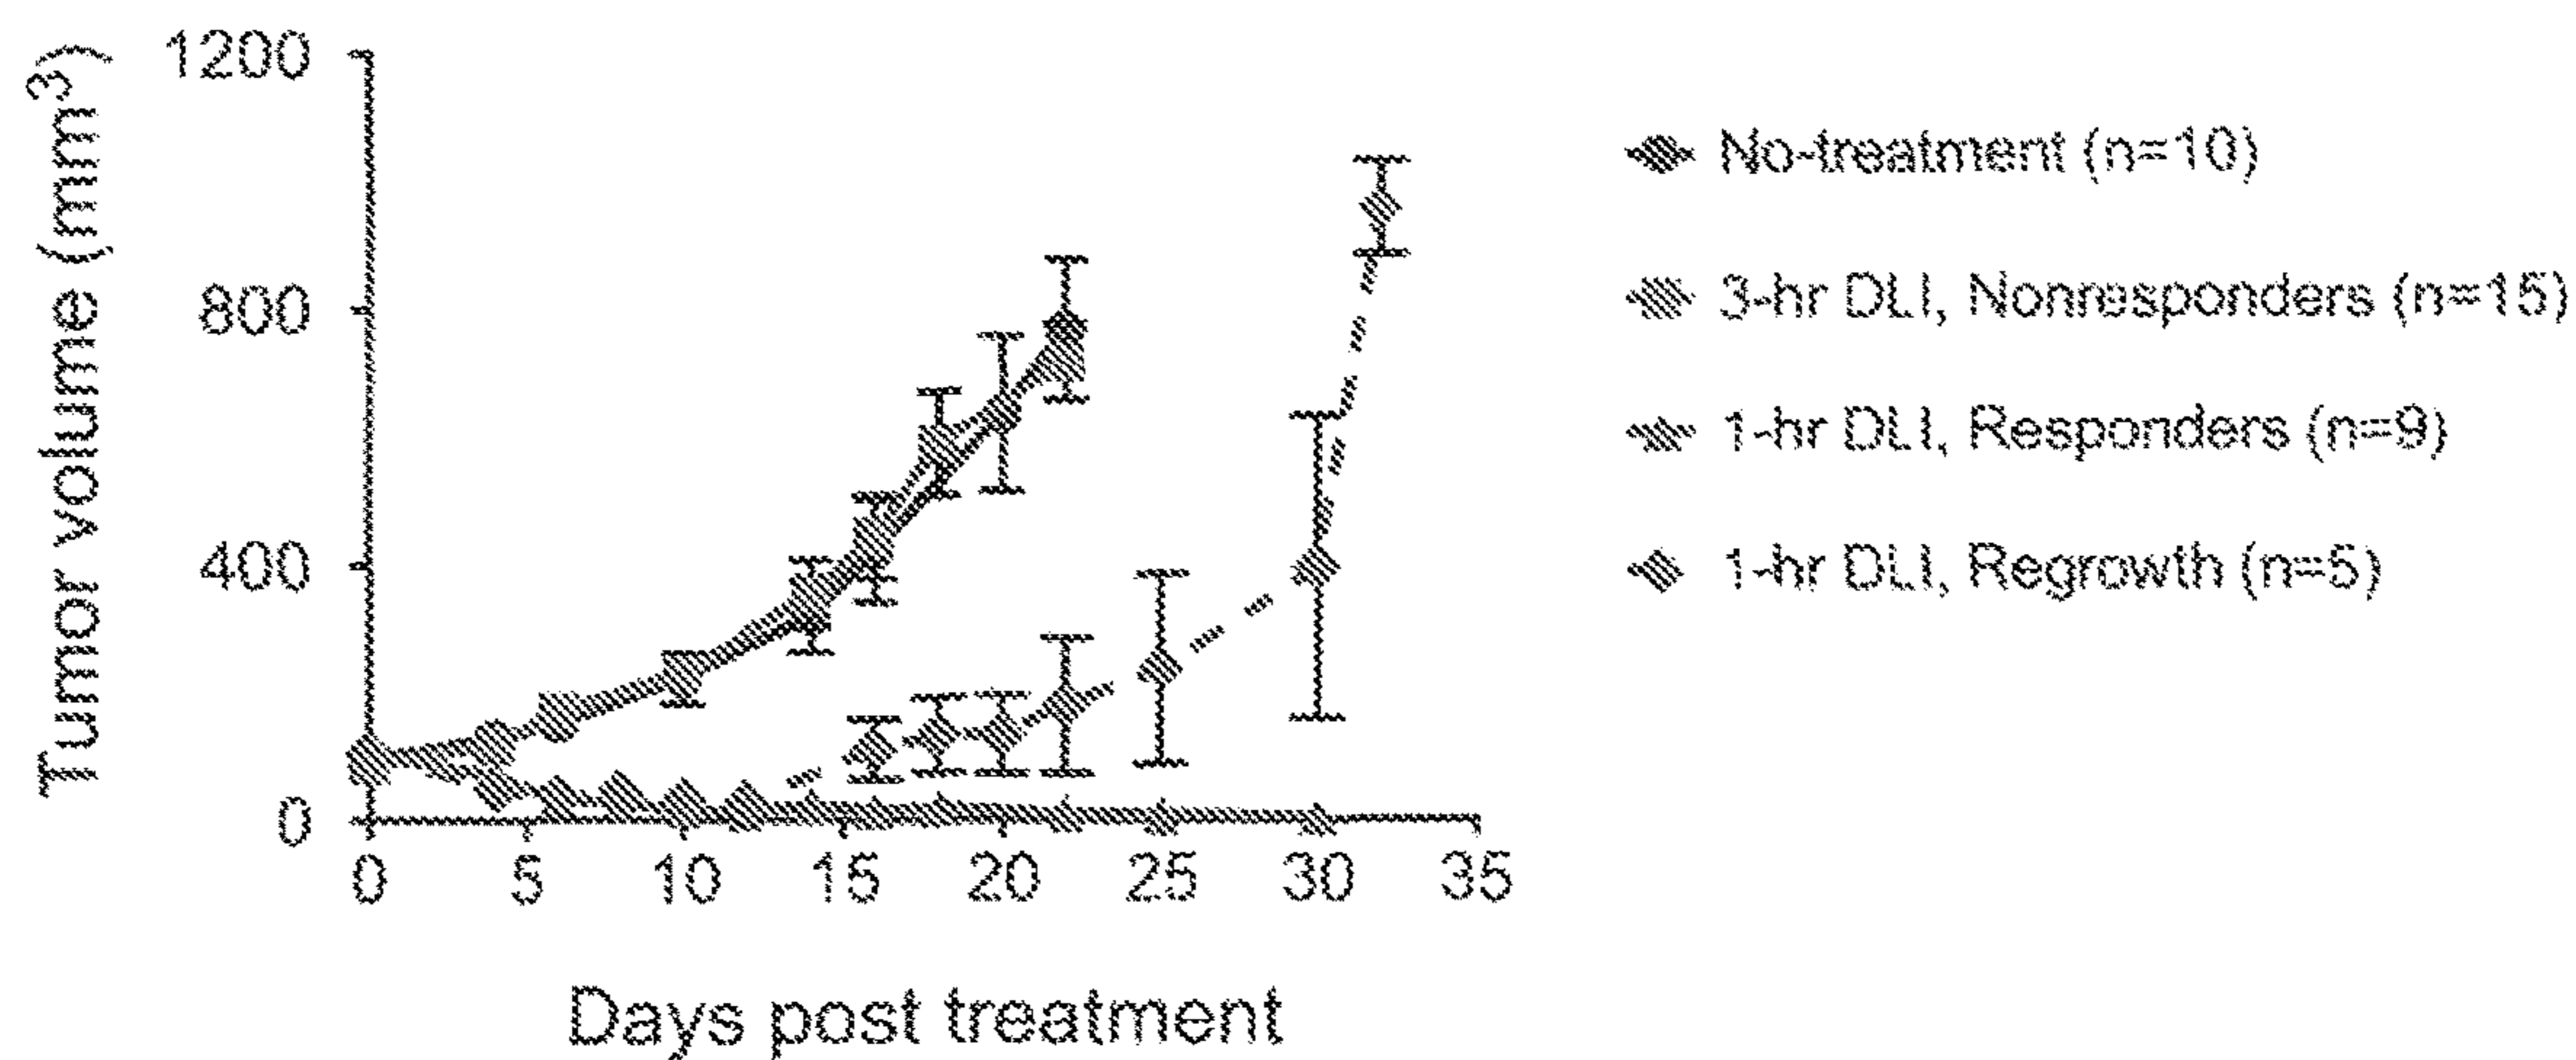 Tumor volume (mm³)
1200
800
400
0
0 5 10 15 20 25 30 35
Days post treatment
No-treatment (n=10)
3-hr DLI, Nonresponders (n=15)
1-hr DLI, Responders (n=9)
1-hr DLI, Regrowth (n=5)